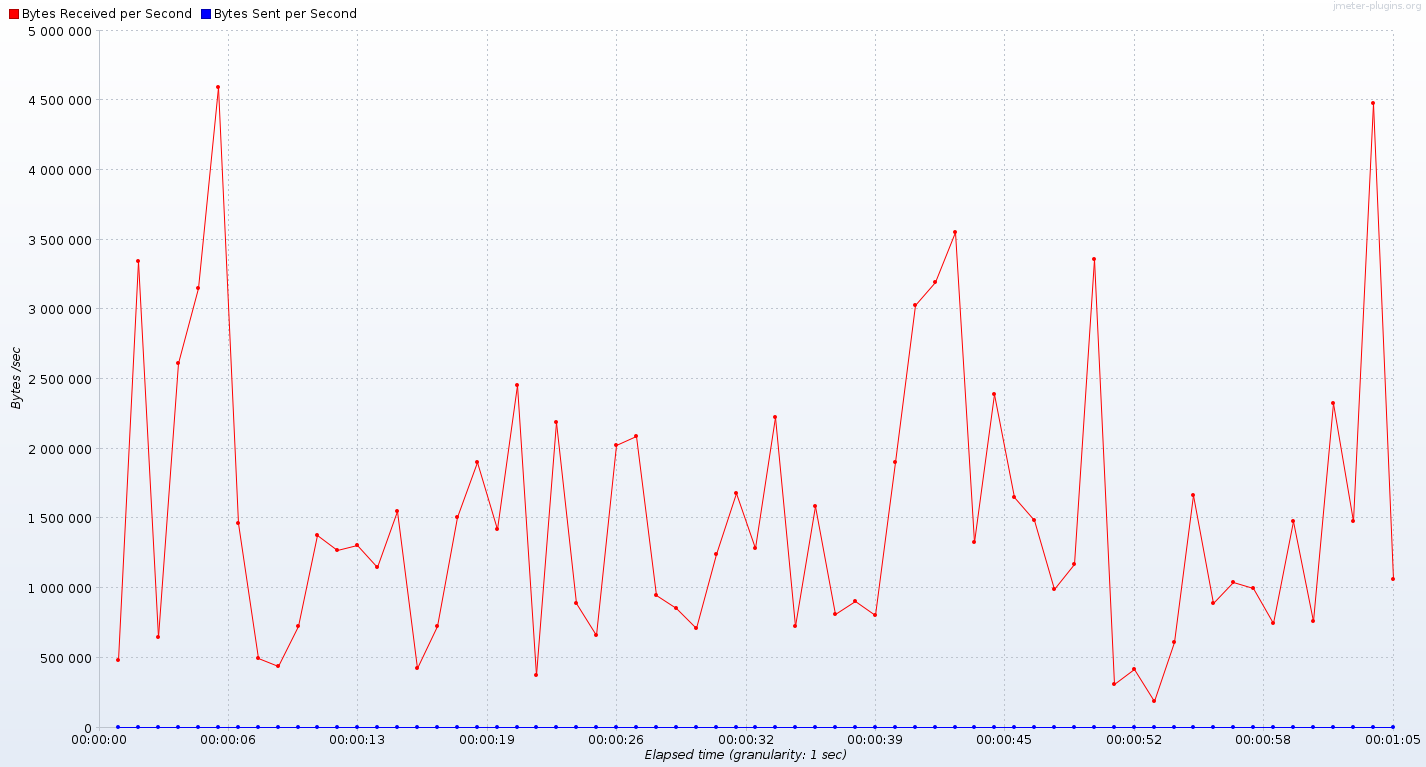 jmeter-plugins.org
Bytes Received per Second Bytes Sent per Second
5 000 000
4 500 000
4 000 000
3 500 000
3 000 000
2 500 000
2 000 000
1 500 000
1 000 000
500 000
0
Bytes /sec
00:00:00 00:00:06 00:00:13 00:00:19 00:00:26 00:00:32 00:00:39 00:00:45 00:00:52 00:00:58 00:01:05
Elapsed time (granularity: 1 sec)